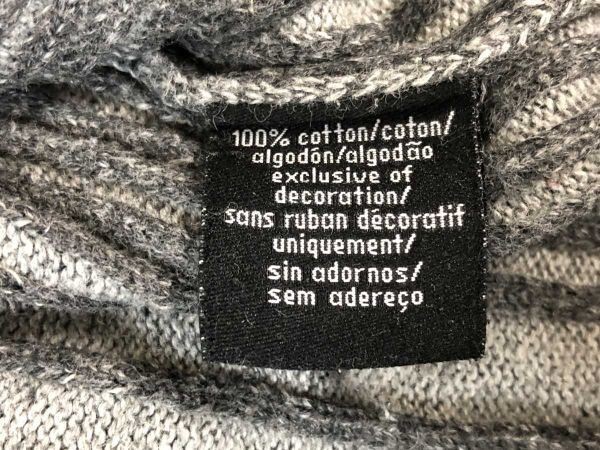 100% cotton/coton/
algodón/algodão
exclusive of
decoration/
sans ruban décoratif
uniquement/
sin adornos/
sem adereço